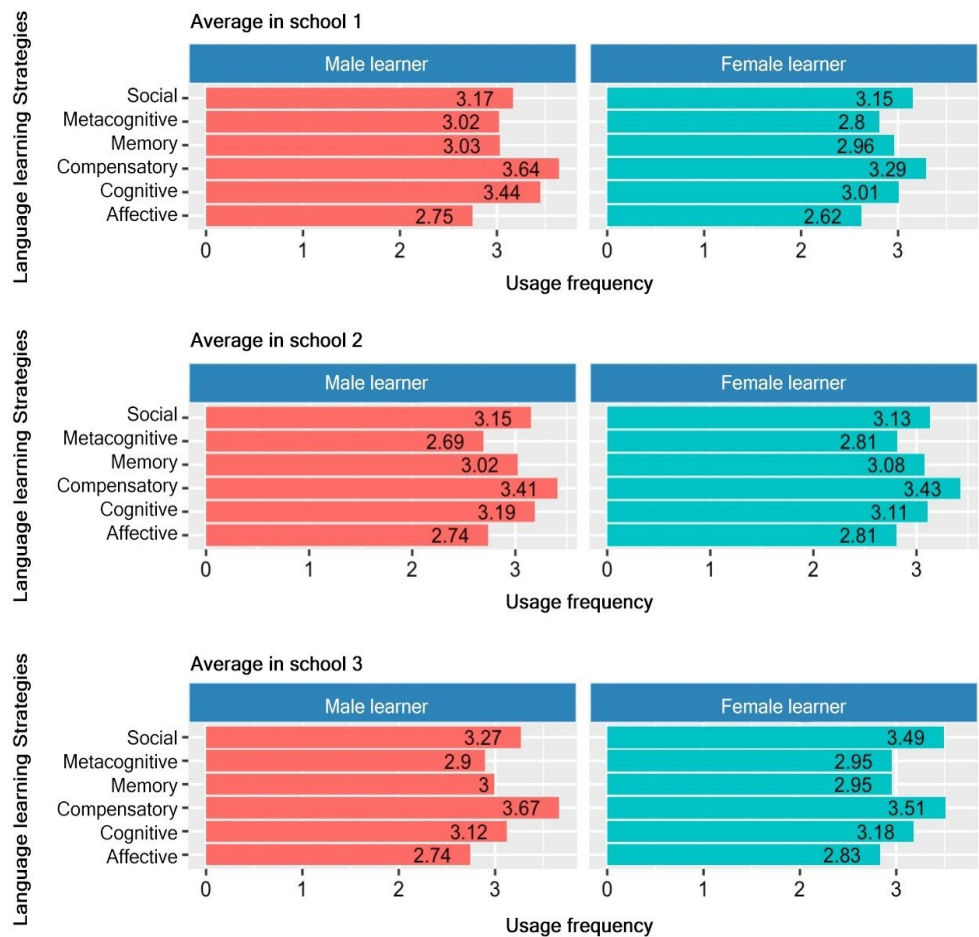 Average in school 1
Language learning Strategies
Male learner
Female learner
Social
3.17
3.15
Metacognitive
3.02
2.8
Memory
3.03
2.96
Compensatory
3.64
3.29
Cognitive
3.44
3.01
Affective
2.75
2.62
0 1 2 3
0 1 2 3
Usage frequency
Average in school 2
Language learning Strategies
Male learner
Female learner
Social
3.15
3.13
Metacognitive
2.69
2.81
Memory
3.02
3.08
Compensatory
3.41
3.43
Cognitive
3.19
3.11
Affective
2.74
2.81
0 1 2 3
0 1 2 3
Usage frequency
Average in school 3
Language learning Strategies
Male learner
Female learner
Social
3.27
3.49
Metacognitive
2.9
2.95
Memory
3
2.95
Compensatory
3.67
3.51
Cognitive
3.12
3.18
Affective
2.74
2.83
0 1 2 3
0 1 2 3
Usage frequency